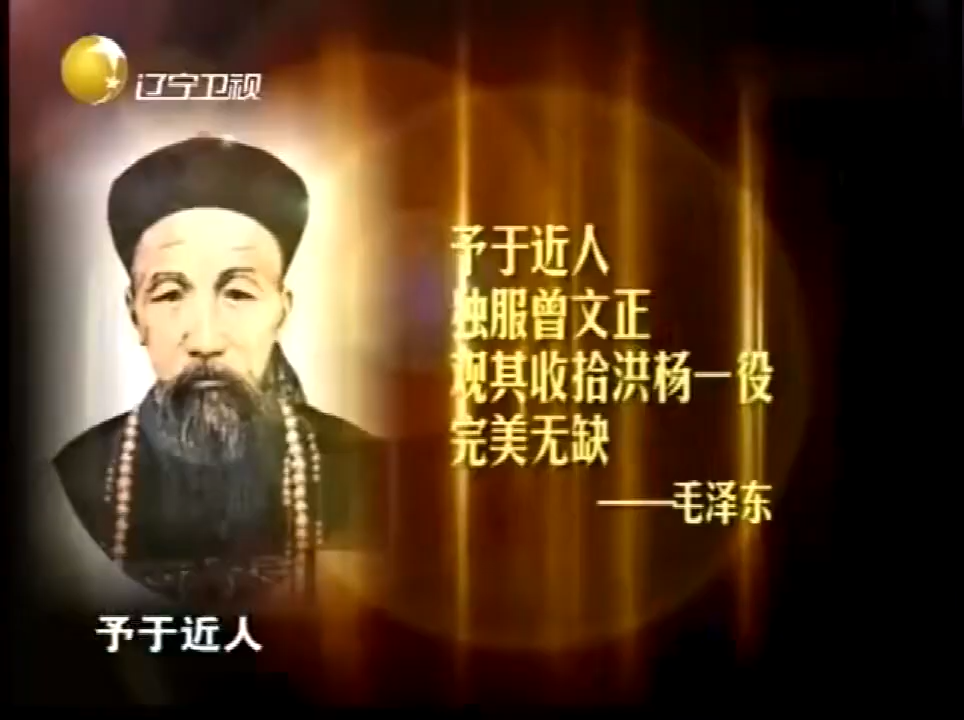 辽宁卫视
予于近人
独服曾文正
观其收拾洪杨一役
完美无缺
——毛泽东
予于近人